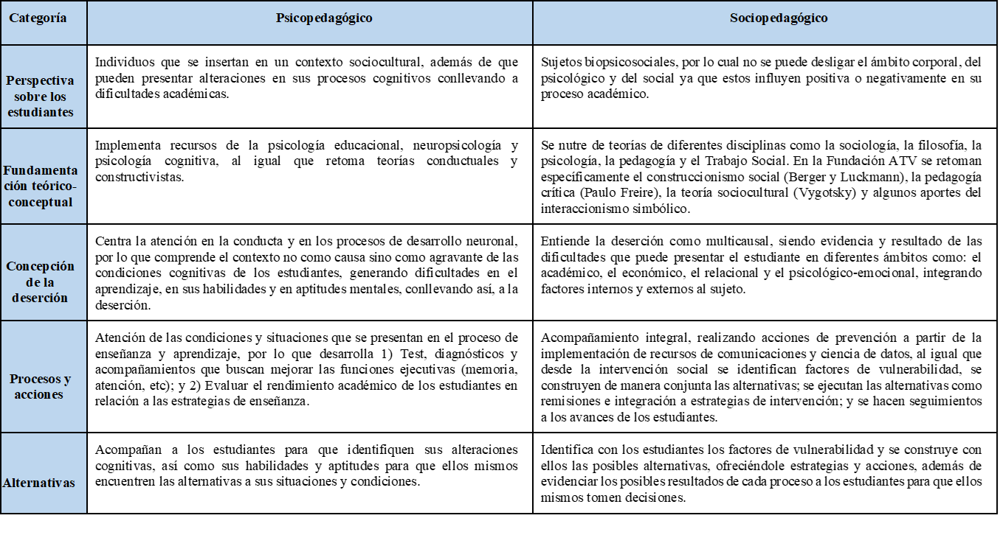 Categoría
Psicopedagógico
Sociopedagógico
Perspectiva
sobre los
estudiantes
Individuos que se insertan en un contexto sociocultural, además de que
pueden presentar alteraciones en sus procesos cognitivos conllevando a
dificultades académicas.
Sujetos biopsicosociales, por lo cual no se puede desligar el ámbito corporal, del
psicológico y del social ya que estos influyen positiva o negativamente en su
proceso académico.
Fundamenta
ción teórico-
conceptual
Implementa recursos de la psicología educacional, neuropsicología y
psicología cognitiva, al igual que retoma teorías conductuales y
constructivistas.
Se nutre de teorías de diferentes disciplinas como la sociología, la filosofía, la
psicología, la pedagogía y el Trabajo Social. En la Fundación ATV se retoman
específicamente el construccionismo social (Berger y Luckmann), la pedagogía
crítica (Paulo Freire), la teoría sociocultural (Vygotsky) y algunos aportes del
interaccionismo simbólico.
Concepción
de la
deserción
Centra la atención en la conducta y en los procesos de desarrollo neuronal,
por lo que comprende el contexto no como causa sino como agravante de las
condiciones cognitivas de los estudiantes, generando dificultades en el
aprendizaje, en sus habilidades y en aptitudes mentales, conllevando así, a la
deserción.
Entiende la deserción como multicausal, siendo evidencia y resultado de las
dificultades que puede presentar el estudiante en diferentes ámbitos como: el
académico, el económico, el relacional y el psicológico-emocional, integrando
factores internos y externos al sujeto.
Procesos y
acciones
Atención de las condiciones y situaciones que se presentan en el proceso de
enseñanza y aprendizaje, por lo que desarrolla 1) Test, diagnósticos y
acompañamientos que buscan mejorar las funciones ejecutivas (memoria,
atención, etc); y 2) Evaluar el rendimiento académico de los estudiantes en
relación a las estrategias de enseñanza.
Acompañamiento integral, realizando acciones de prevención a partir de la
implementación de recursos de comunicaciones y ciencia de datos, al igual que
desde la intervención social se identifican factores de vulnerabilidad, se
construyen de manera conjunta las alternativas; se ejecutan las alternativas como
remisiones e integración a estrategias de intervención; y se hacen seguimientos
a los avances de los estudiantes.
Alternativas
Acompañan a los estudiantes para que identifiquen sus alteraciones
cognitivas, así como sus habilidades y aptitudes para que ellos mismos
encuentren las alternativas a sus situaciones y condiciones.
Identifica con los estudiantes los factores de vulnerabilidad y se construye con
ellos las posibles alternativas, ofreciéndole estrategias y acciones, además de
evidenciar los posibles resultados de cada proceso a los estudiantes para que ellos
mismos tomen decisiones.